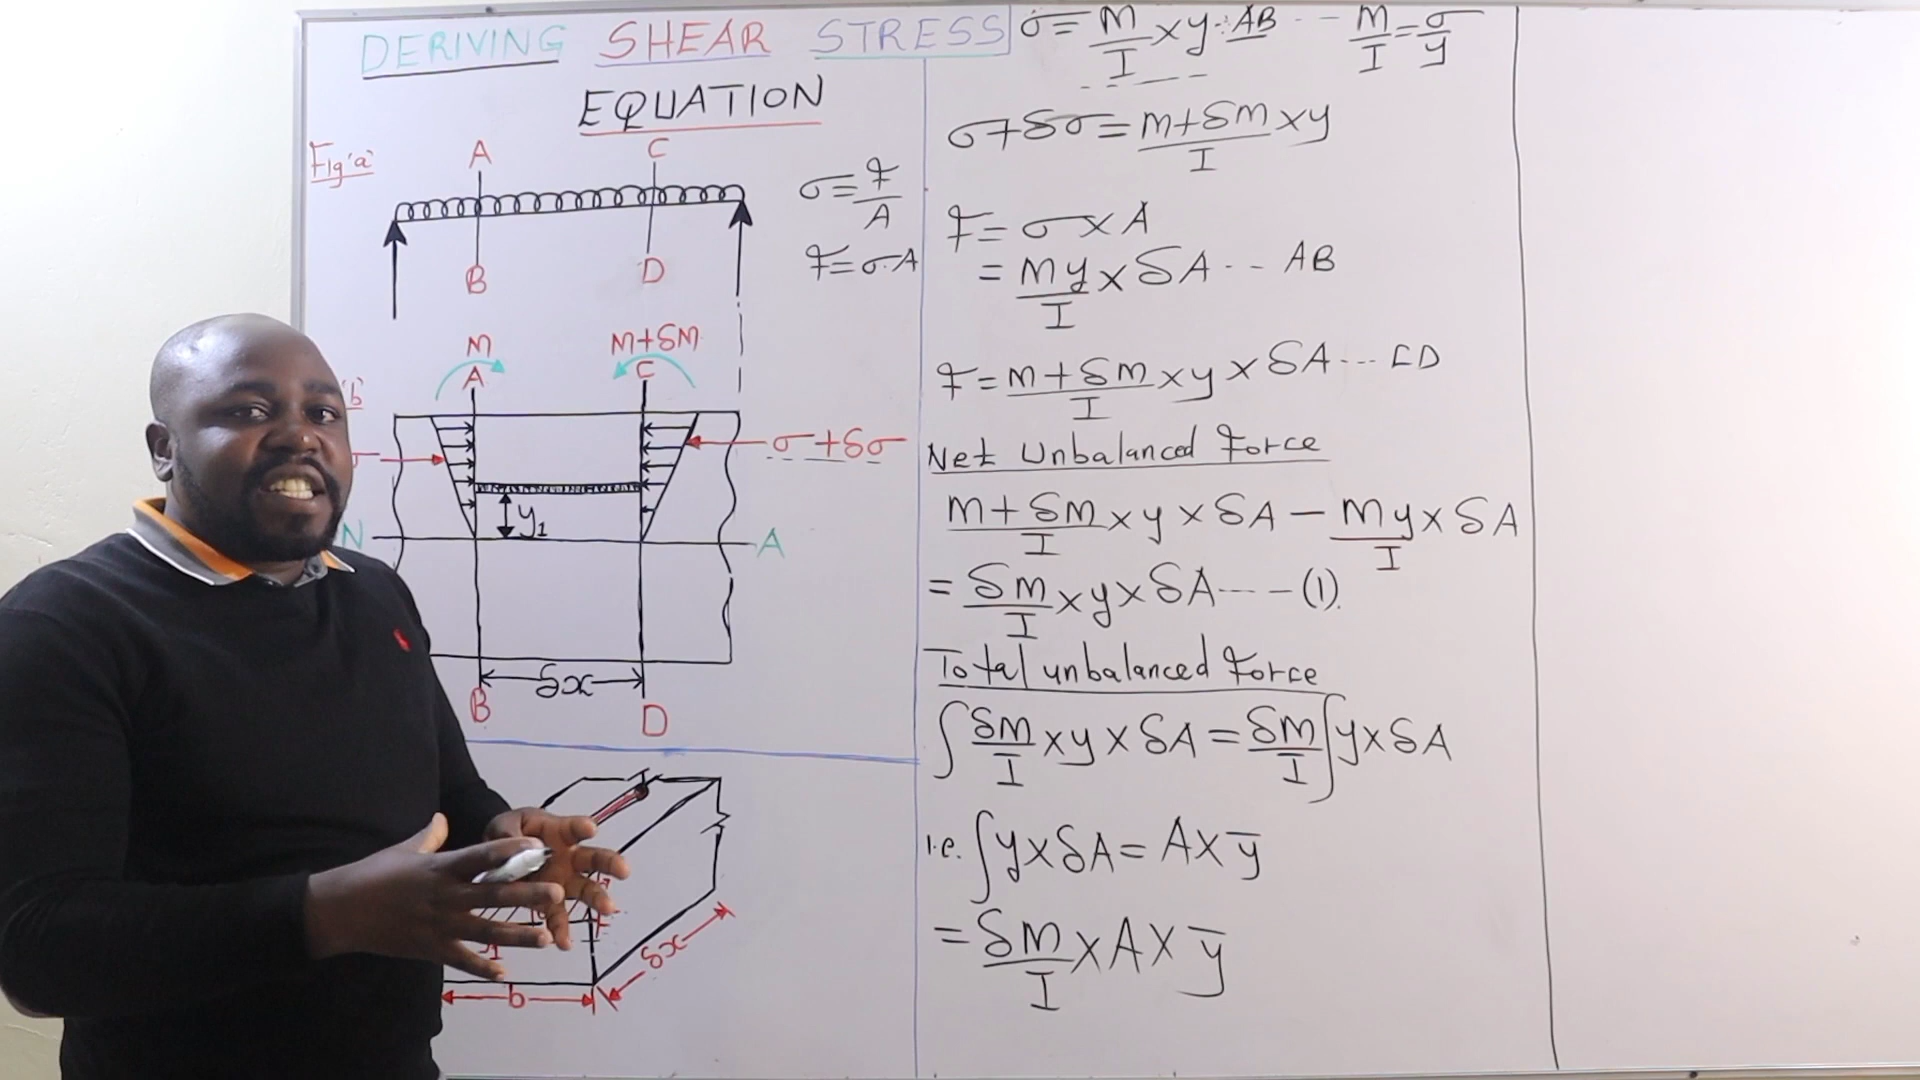 DERIVING SHEAR STRESS
EQUATION
Fig 'a'
A
C
B
D
σ = F/A
F = σ.A
M
M+δM
A
C
'b'
σ
σ+δσ
y1
N
A
δx
B
D
b
δx
σ = M/I × y ·· AB -- M/I = σ/y
σ+δσ = M+δM/I × y
F = σ × A
= My/I × δA -- AB
F = M+δM/I × y × δA --- CD
Net Unbalanced Force
M+δM/I × y × δA − My/I × δA
= δM/I × y × δA ---- (1).
Total unbalanced Force
∫ δM/I × y × δA = δM/I ∫ y × δA
i.e. ∫ y × δA = A × ȳ
= δM/I × A × ȳ